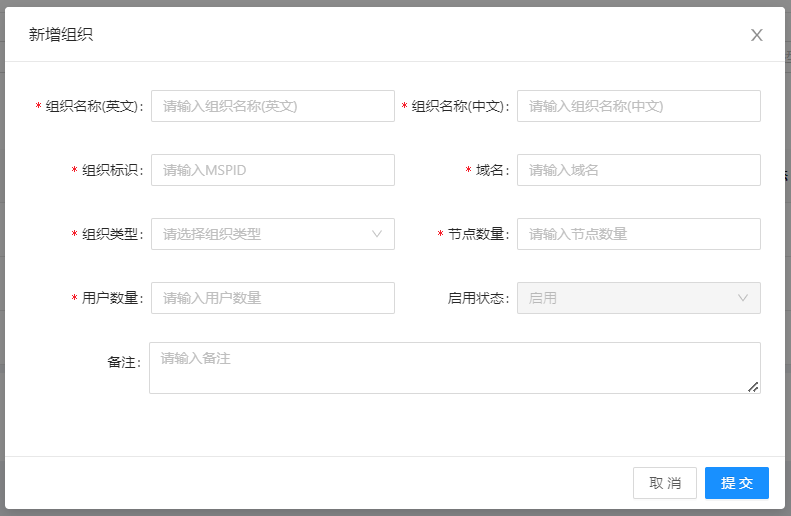 新增组织
* 组织名称(英文): 请输入组织名称(英文) * 组织名称(中文): 请输入组织名称(中文)
* 组织标识: 请输入MSPID * 域名: 请输入域名
* 组织类型: 请选择组织类型 * 节点数量: 请输入节点数量
* 用户数量: 请输入用户数量 启用状态: 启用
备注: 请输入备注
取 消 提 交